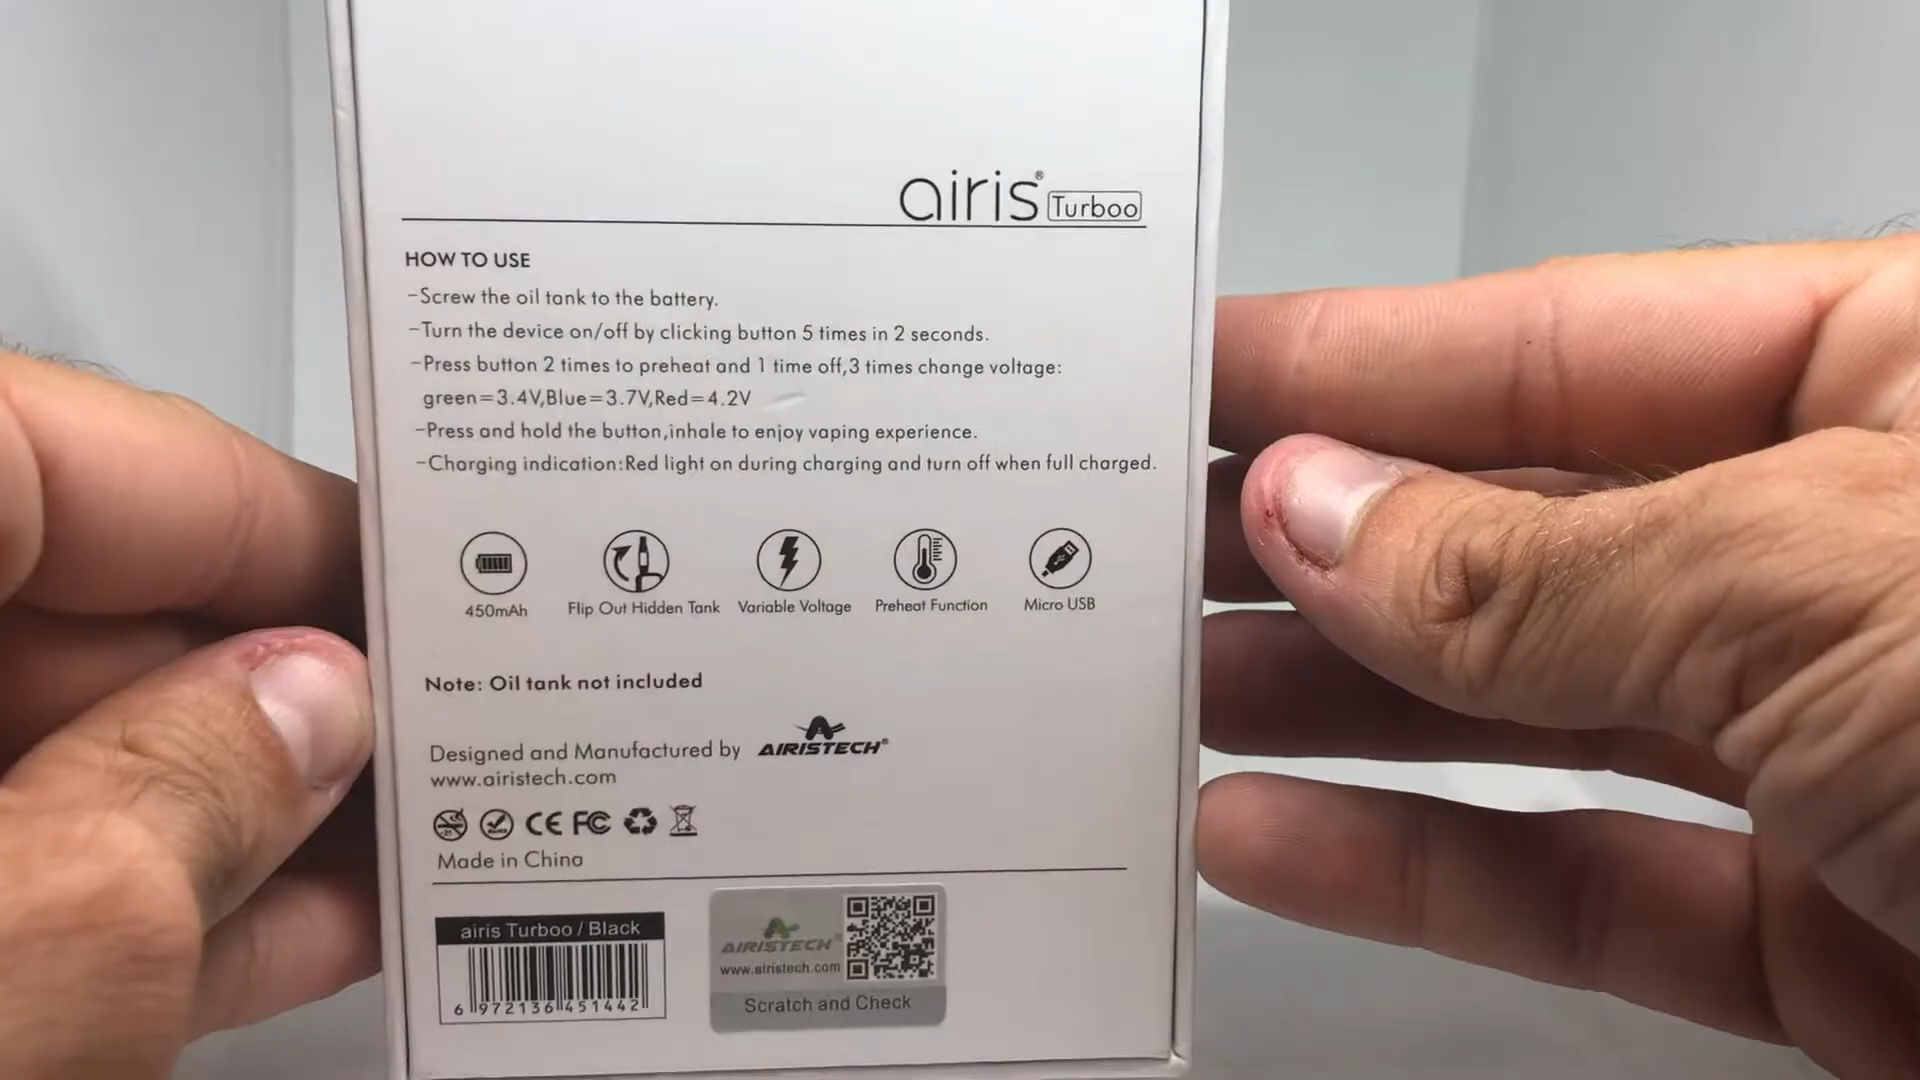 airis® Turboo
HOW TO USE
-Screw the oil tank to the battery.
-Turn the device on/off by clicking button 5 times in 2 seconds.
-Press button 2 times to preheat and 1 time off,3 times change voltage:
green=3.4V,Blue=3.7V,Red=4.2V
-Press and hold the button,inhale to enjoy vaping experience.
-Charging indication:Red light on during charging and turn off when full charged.
450mAh
Flip Out Hidden Tank
Variable Voltage
Preheat Function
Micro USB
Note: Oil tank not included
Designed and Manufactured by AIRISTECH®
www.airistech.com
CE FC
Made in China
airis Turboo / Black
6 972136 451442
AIRISTECH®
www.airistech.com
Scratch and Check